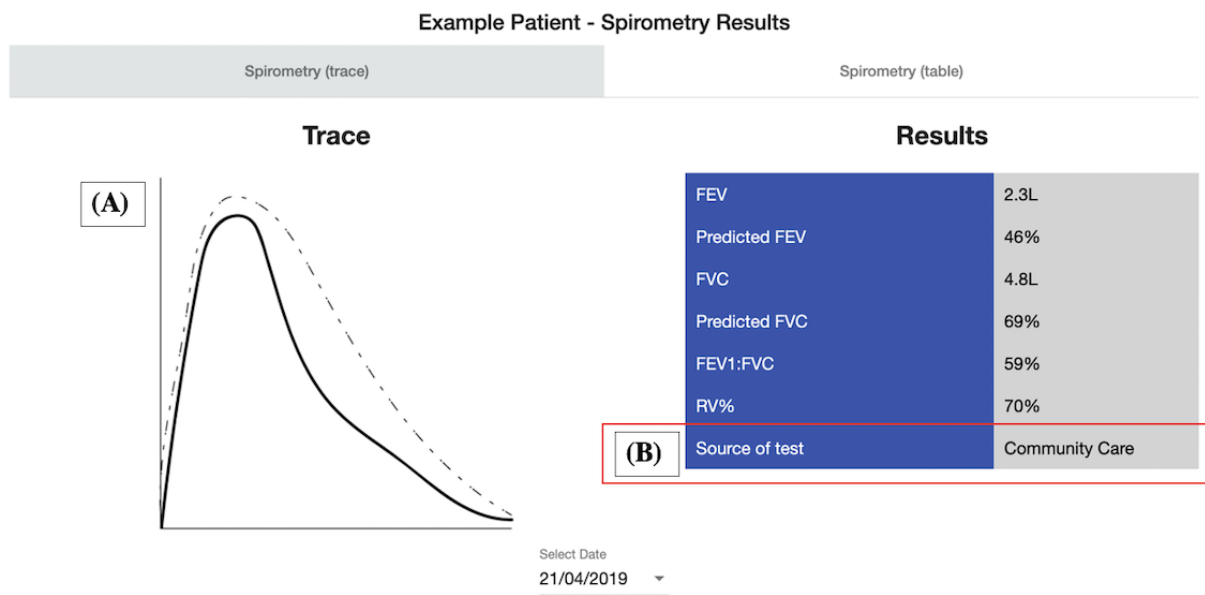 Example Patient - Spirometry Results
Spirometry (trace) Spirometry (table)
Trace
(A)
Results
FEV 2.3L
Predicted FEV 46%
FVC 4.8L
Predicted FVC 69%
FEV1:FVC 59%
RV% 70%
(B) Source of test Community Care
Select Date
21/04/2019